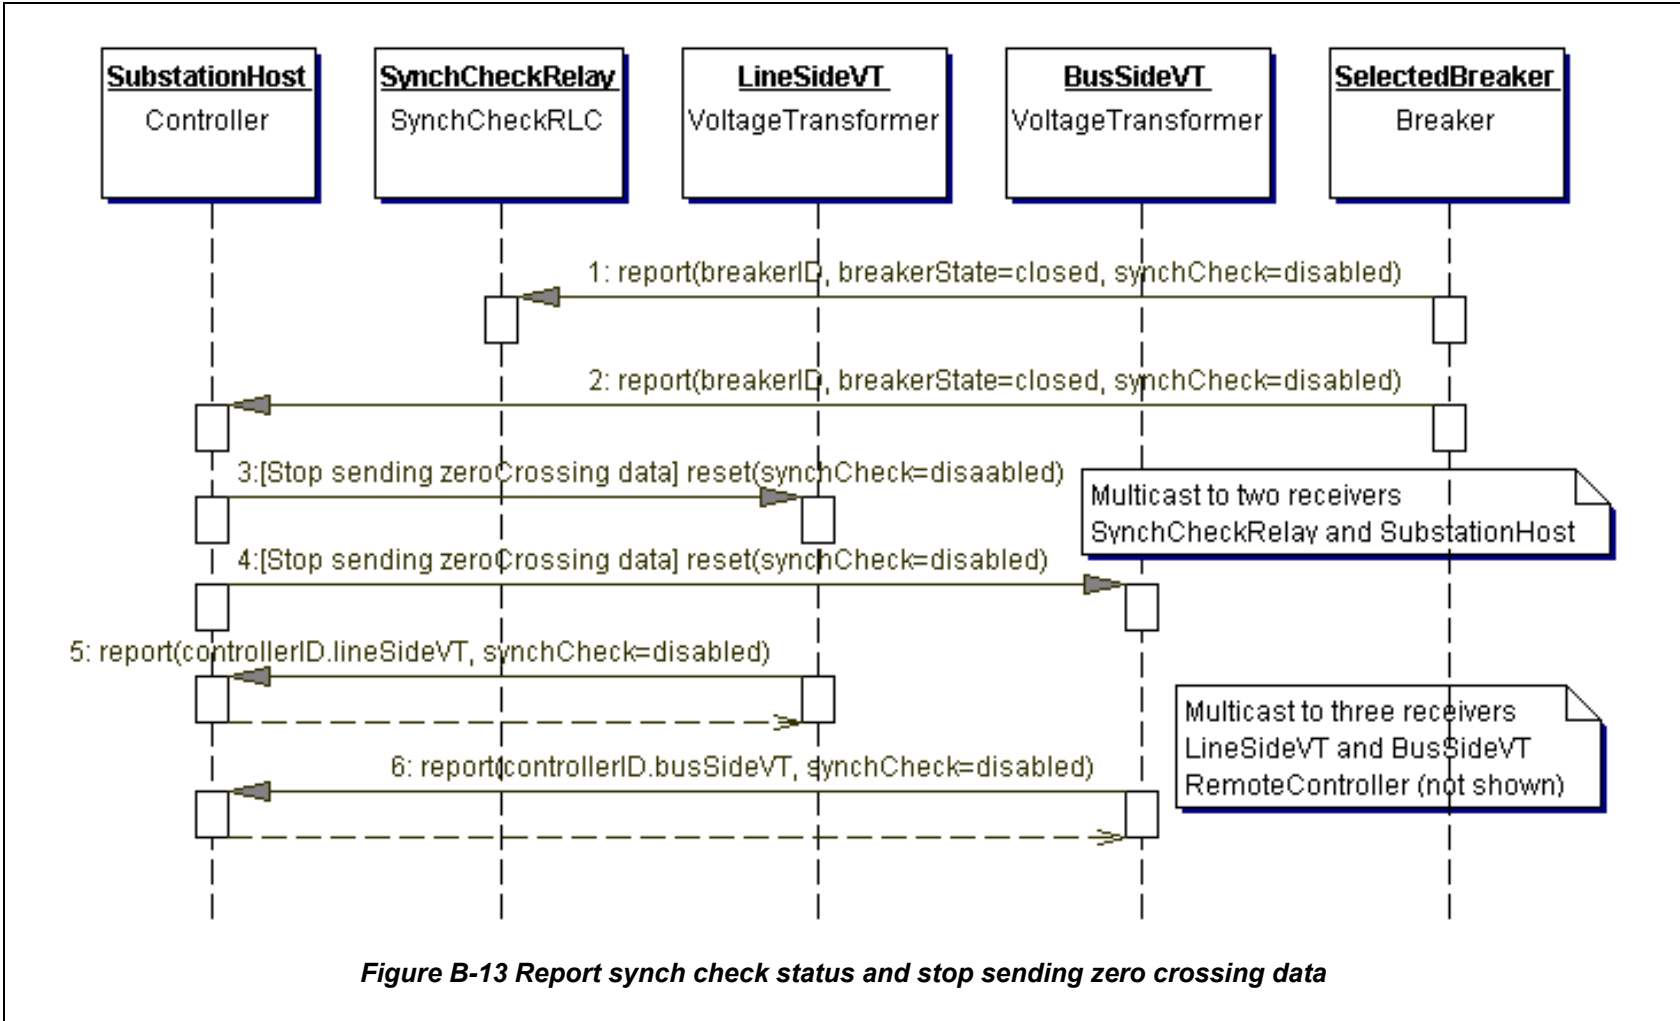 SubstationHost
Controller
SynchCheckRelay
SynchCheckRLC
LineSideVT
VoltageTransformer
BusSideVT
VoltageTransformer
SelectedBreaker
Breaker
1: report(breakerID, breakerState=closed, synchCheck=disabled)
2: report(breakerID, breakerState=closed, synchCheck=disabled)
3:[Stop sending zeroCrossing data] reset(synchCheck=disaabled)
Multicast to two receivers
SynchCheckRelay and SubstationHost
4:[Stop sending zeroCrossing data] reset(synchCheck=disabled)
5: report(controllerID.lineSideVT, synchCheck=disabled)
Multicast to three receivers
LineSideVT and BusSideVT
RemoteController (not shown)
6: report(controllerID.busSideVT, synchCheck=disabled)
Figure B-13 Report synch check status and stop sending zero crossing data